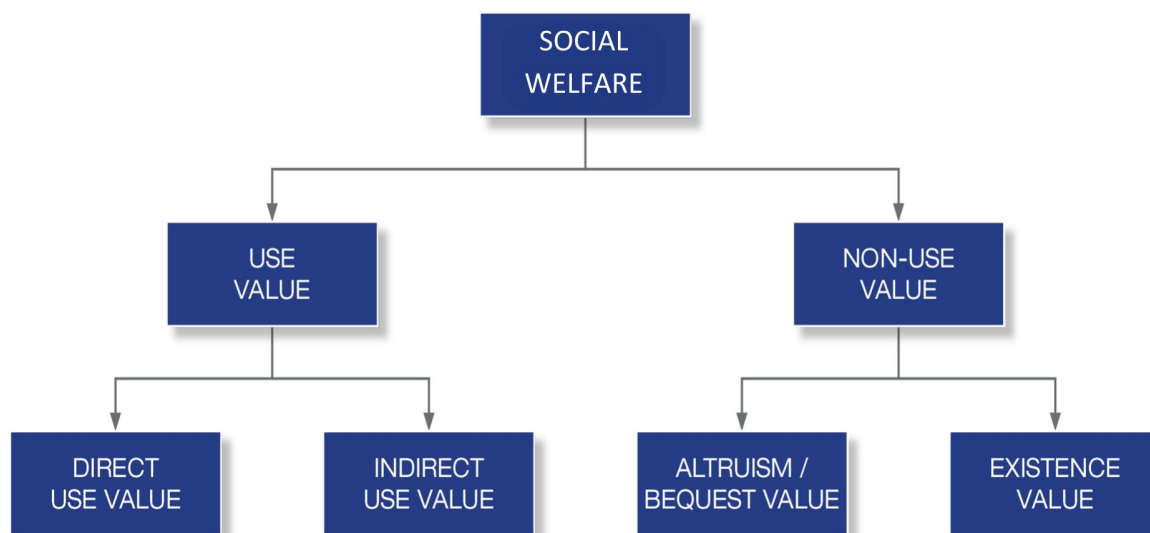 SOCIAL
WELFARE
USE
VALUE
NON-USE
VALUE
DIRECT
USE VALUE
INDIRECT
USE VALUE
ALTRUISM /
BEQUEST VALUE
EXISTENCE
VALUE